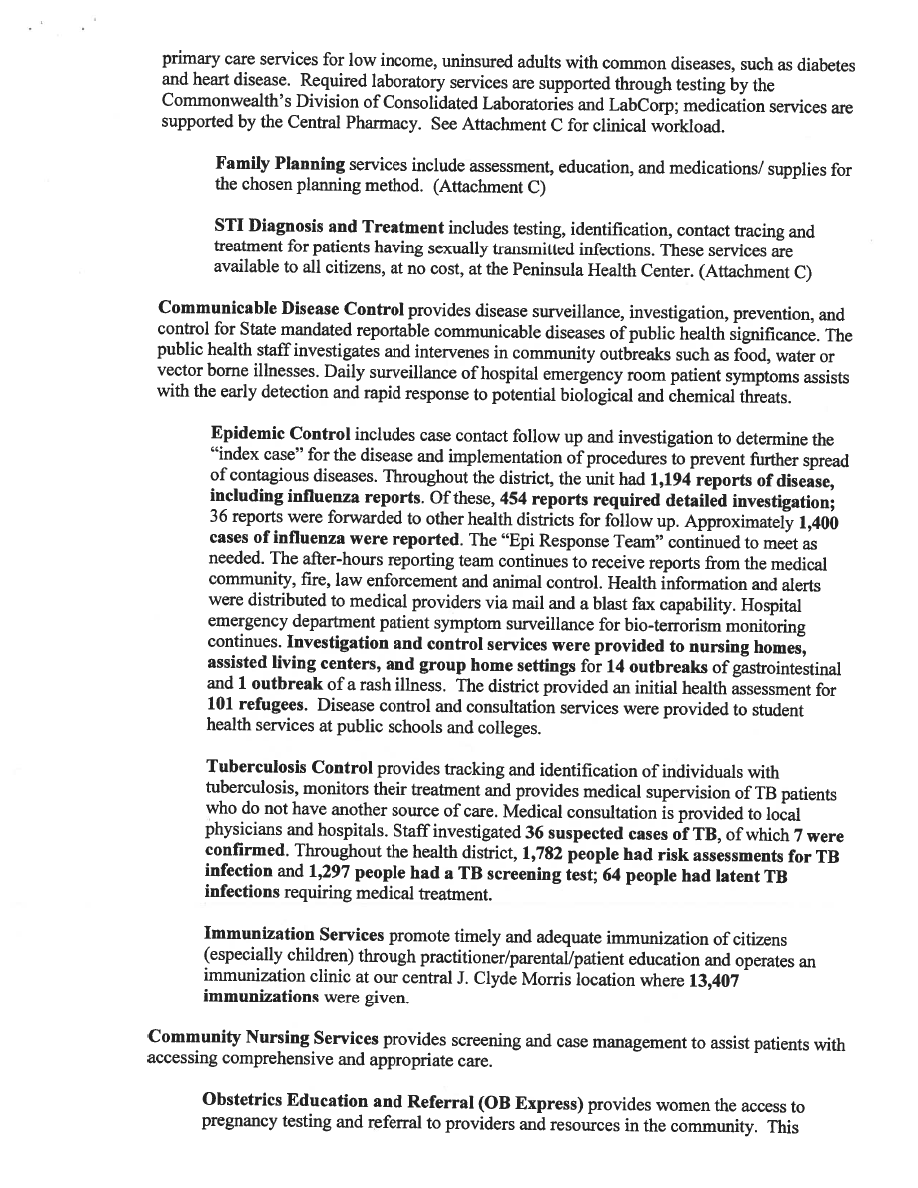 primary care services for low income, uninsured adults with common diseases, such as diabetes
and heart disease.  Required laboratory services are supported through testing by the
Commonwealth's Division of Consolidated Laboratories and LabCorp; medication services are
supported by the Central Pharmacy.  See Attachment C for clinical workload.
Family Planning services include assessment, education, and medications/ supplies for
the chosen planning method.  (Attachment C)
STI Diagnosis and Treatment includes testing, identification, contact tracing and
treatment for patients having sexually transmitted infections. These services are
available to all citizens, at no cost, at the Peninsula Health Center. (Attachment C)
Communicable Disease Control provides disease surveillance, investigation, prevention, and
control for State mandated reportable communicable diseases of public health significance. The
public health staff investigates and intervenes in community outbreaks such as food, water or
vector borne illnesses. Daily surveillance of hospital emergency room patient symptoms assists
with the early detection and rapid response to potential biological and chemical threats.
Epidemic Control includes case contact follow up and investigation to determine the
“index case” for the disease and implementation of procedures to prevent further spread
of contagious diseases. Throughout the district, the unit had 1,194 reports of disease,
including influenza reports. Of these, 454 reports required detailed investigation;
36 reports were forwarded to other health districts for follow up. Approximately 1,400
cases of influenza were reported. The “Epi Response Team” continued to meet as
needed. The after-hours reporting team continues to receive reports from the medical
community, fire, law enforcement and animal control. Health information and alerts
were distributed to medical providers via mail and a blast fax capability. Hospital
emergency department patient symptom surveillance for bio-terrorism monitoring
continues. Investigation and control services were provided to nursing homes,
assisted living centers, and group home settings for 14 outbreaks of gastrointestinal
and 1 outbreak of a rash illness.  The district provided an initial health assessment for
101 refugees.  Disease control and consultation services were provided to student
health services at public schools and colleges.
Tuberculosis Control provides tracking and identification of individuals with
tuberculosis, monitors their treatment and provides medical supervision of TB patients
who do not have another source of care. Medical consultation is provided to local
physicians and hospitals. Staff investigated 36 suspected cases of TB, of which 7 were
confirmed. Throughout the health district, 1,782 people had risk assessments for TB
infection and 1,297 people had a TB screening test; 64 people had latent TB
infections requiring medical treatment.
Immunization Services promote timely and adequate immunization of citizens
(especially children) through practitioner/parental/patient education and operates an
immunization clinic at our central J. Clyde Morris location where 13,407
immunizations were given.
Community Nursing Services provides screening and case management to assist patients with
accessing comprehensive and appropriate care.
Obstetrics Education and Referral (OB Express) provides women the access to
pregnancy testing and referral to providers and resources in the community.  This